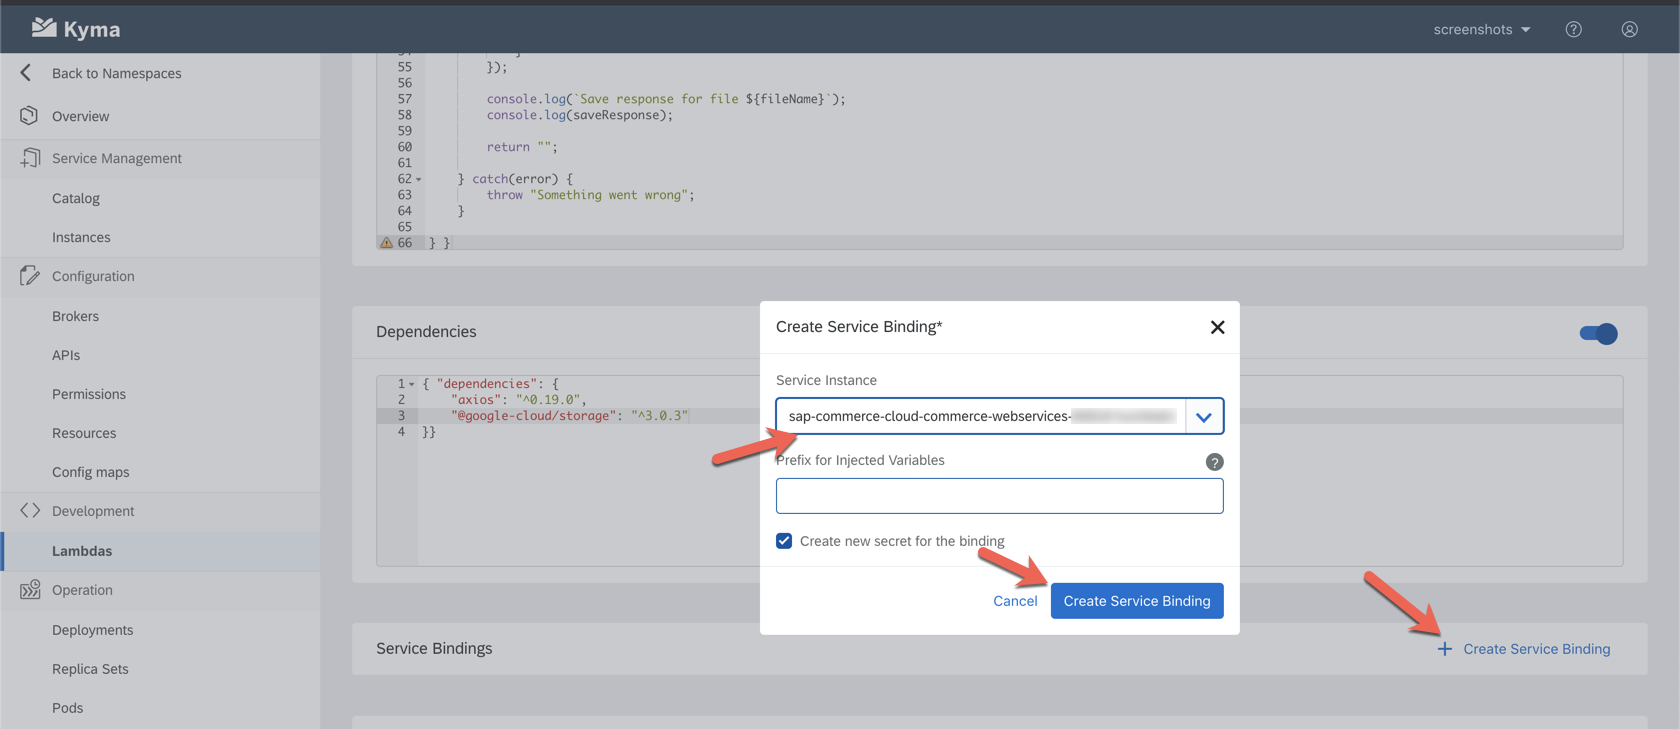 Kyma
screenshots
Back to Namespaces
Overview
Service Management
Catalog
Instances
Configuration
Brokers
APIs
Permissions
Resources
Config maps
Development
Lambdas
Operation
Deployments
Replica Sets
Pods
55 });
56
57 console.log(`Save response for file ${fileName}`);
58 console.log(saveResponse);
59
60 return "";
61
62 } catch(error) {
63 throw "Something went wrong";
64 }
65
66 } }
Dependencies
1 { "dependencies": {
2 "axios": "^0.19.0",
3 "@google-cloud/storage": "^3.0.3"
4 }}
Create Service Binding*
Service Instance
sap-commerce-cloud-commerce-webservices-
Prefix for Injected Variables
?
Create new secret for the binding
Cancel
Create Service Binding
Service Bindings
+ Create Service Binding